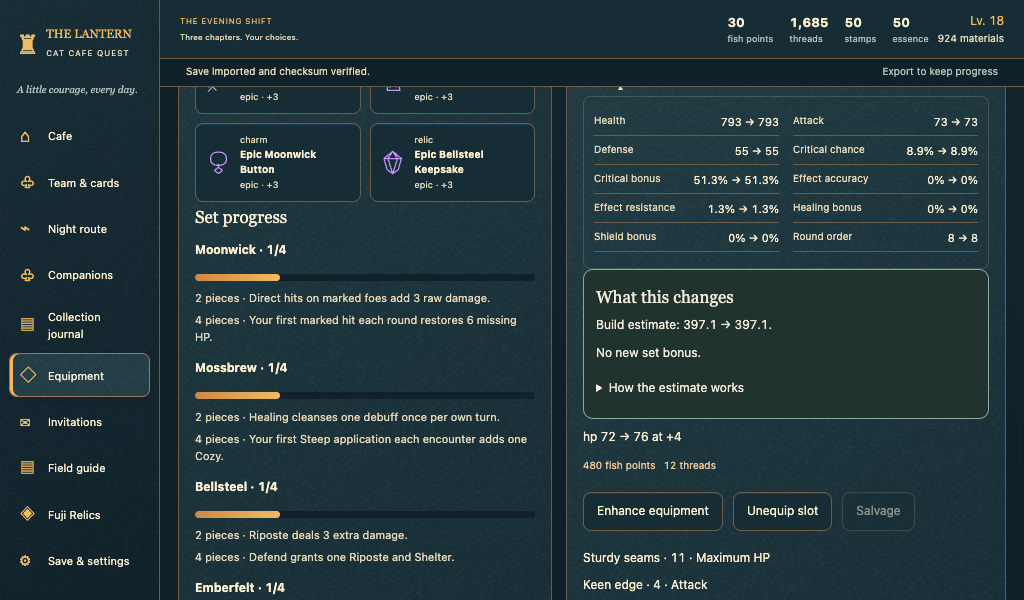 THE LANTERN
CAT CAFE QUEST
A little courage, every day.
Cafe
Team & cards
Night route
Companions
Collection
journal
Equipment
Invitations
Field guide
Fuji Relics
Save & settings
THE EVENING SHIFT
Three chapters. Your choices.
30
fish points
1,685
threads
50
stamps
50
essence
Lv. 18
924 materials
Save imported and checksum verified.
Export to keep progress
epic · +3
epic · +3
charm
Epic Moonwick
Button
epic · +3
relic
Epic Bellsteel
Keepsake
epic · +3
Set progress
Moonwick · 1/4
2 pieces · Direct hits on marked foes add 3 raw damage.
4 pieces · Your first marked hit each round restores 6 missing
HP.
Mossbrew · 1/4
2 pieces · Healing cleanses one debuff once per own turn.
4 pieces · Your first Steep application each encounter adds one
Cozy.
Bellsteel · 1/4
2 pieces · Riposte deals 3 extra damage.
4 pieces · Defend grants one Riposte and Shelter.
Emberfelt · 1/4
Health 793 → 793
Attack 73 → 73
Defense 55 → 55
Critical chance 8.9% → 8.9%
Critical bonus 51.3% → 51.3%
Effect accuracy 0% → 0%
Effect resistance 1.3% → 1.3%
Healing bonus 0% → 0%
Shield bonus 0% → 0%
Round order 8 → 8
What this changes
Build estimate: 397.1 → 397.1.
No new set bonus.
How the estimate works
hp 72 → 76 at +4
480 fish points 12 threads
Enhance equipment
Unequip slot
Salvage
Sturdy seams · 11 · Maximum HP
Keen edge · 4 · Attack